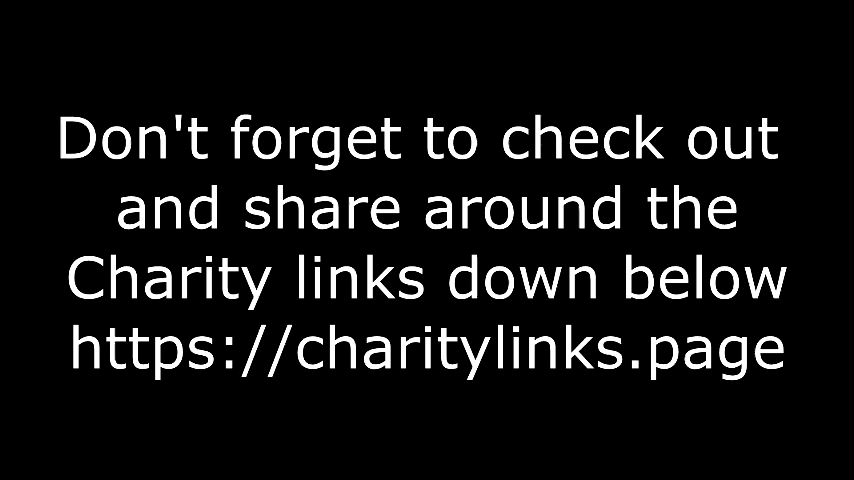 Don't forget to check out
and share around the
Charity links down below
https://charitylinks.page